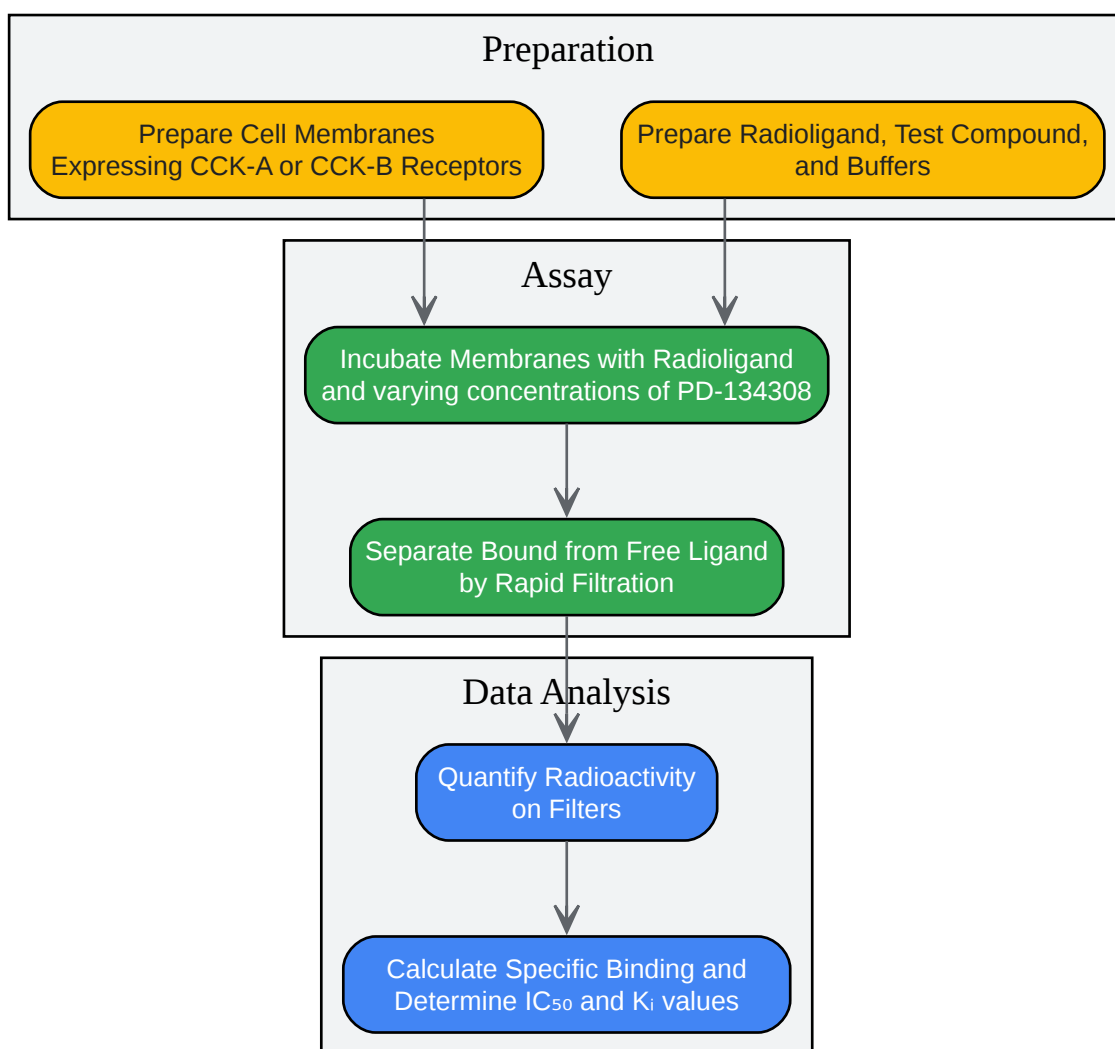 Preparation
Prepare Cell Membranes
Expressing CCK-A or CCK-B Receptors
Prepare Radioligand, Test Compound,
and Buffers
Assay
Incubate Membranes with Radioligand
and varying concentrations of PD-134308
Separate Bound from Free Ligand
by Rapid Filtration
Data Analysis
Quantify Radioactivity
on Filters
Calculate Specific Binding and
Determine IC₅₀ and Kᵢ values